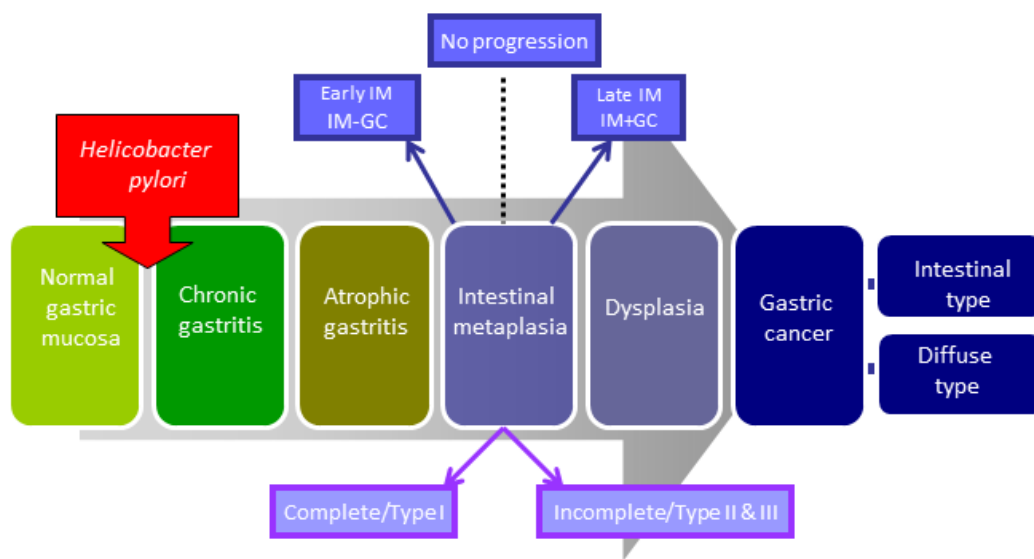 No progression
Early IM
IM-GC
Late IM
IM+GC
Helicobacter
pylori
Normal
gastric
mucosa
Chronic
gastritis
Atrophic
gastritis
Intestinal
metaplasia
Dysplasia
Gastric
cancer
Intestinal
type
Diffuse
type
Complete/Type I
Incomplete/Type II & III